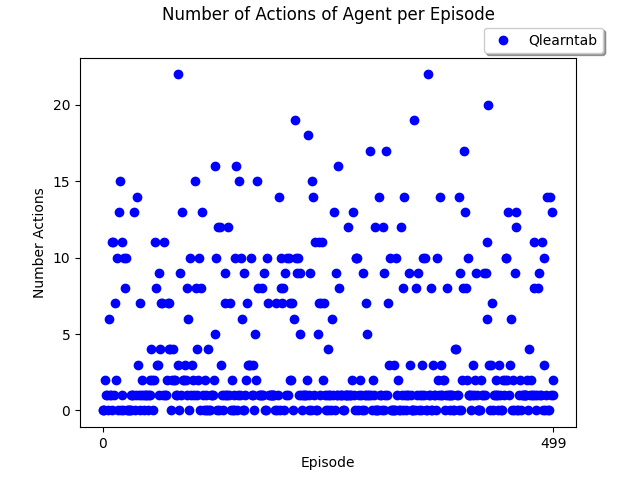 Number of Actions of Agent per Episode
Qlearntab
20
15
10
5
0
Number Actions
0 499
Episode